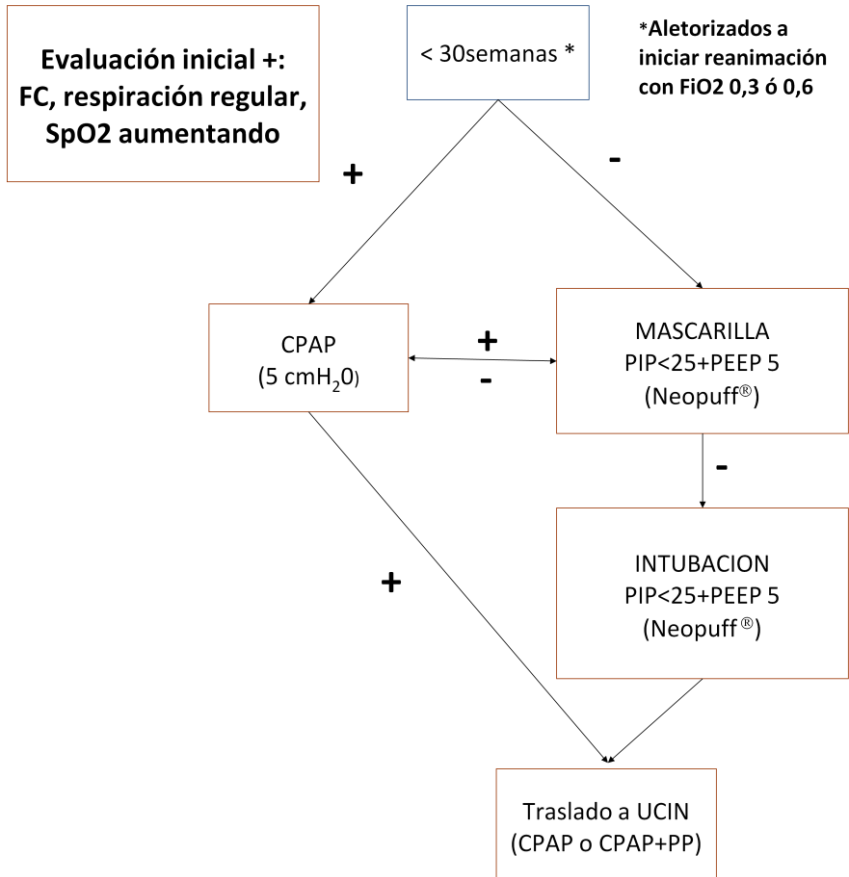 Evaluación inicial +:
FC, respiración regular,
SpO2 aumentando
< 30semanas *
*Aletorizados a
iniciar reanimación
con FiO2 0,3 ó 0,6
+
-
CPAP
(5 cmH₂0)
+
-
MASCARILLA
PIP<25+PEEP 5
(Neopuff®)
-
INTUBACION
PIP<25+PEEP 5
(Neopuff®)
+
Traslado a UCIN
(CPAP o CPAP+PP)